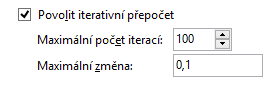 Povolit iterativní přepočet
Maximální počet iterací: 100
Maximální změna: 0,1